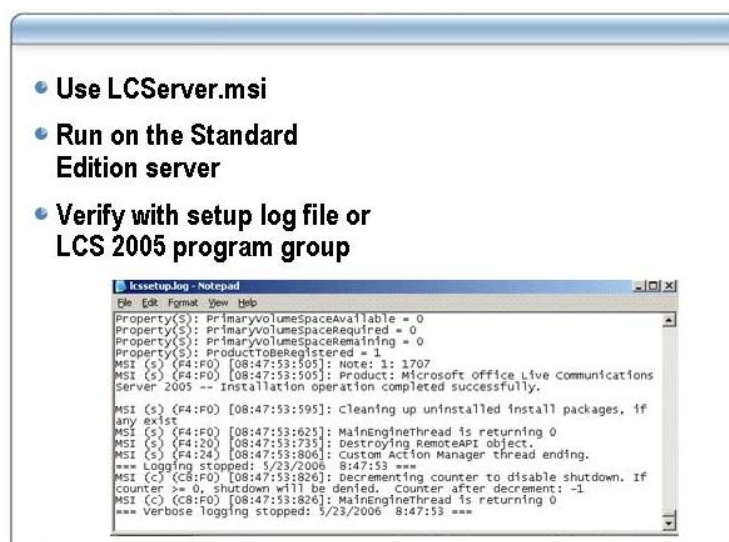 Use LCServer.msi
Run on the Standard
Edition server
Verify with setup log file or
LCS 2005 program group
lcssetup.log - Notepad
File Edit Format View Help
Property(S): PrimaryVolumeSpaceAvailable = 0
Property(S): PrimaryVolumeSpaceRequired = 0
Property(S): PrimaryVolumeSpaceRemaining = 0
Property(S): ProductToBeRegistered = 1
MSI (s) (F4:F0) [08:47:53:505]: Note: 1: 1707
MSI (s) (F4:F0) [08:47:53:505]: Product: Microsoft Office Live Communications
Server 2005 -- Installation operation completed successfully.
MSI (s) (F4:F0) [08:47:53:595]: Cleaning up uninstalled install packages, if
any exist
MSI (s) (F4:F0) [08:47:53:625]: MainEngineThread is returning 0
MSI (s) (F4:20) [08:47:53:735]: Destroying RemoteAPI object.
MSI (s) (F4:24) [08:47:53:806]: Custom Action Manager thread ending.
=== Logging stopped: 5/23/2006  8:47:53 ===
MSI (c) (C8:F0) [08:47:53:826]: Decrementing counter to disable shutdown. If
counter >= 0, shutdown will be denied.  Counter after decrement: -1
MSI (c) (C8:F0) [08:47:53:826]: MainEngineThread is returning 0
=== Verbose logging stopped: 5/23/2006  8:47:53 ===